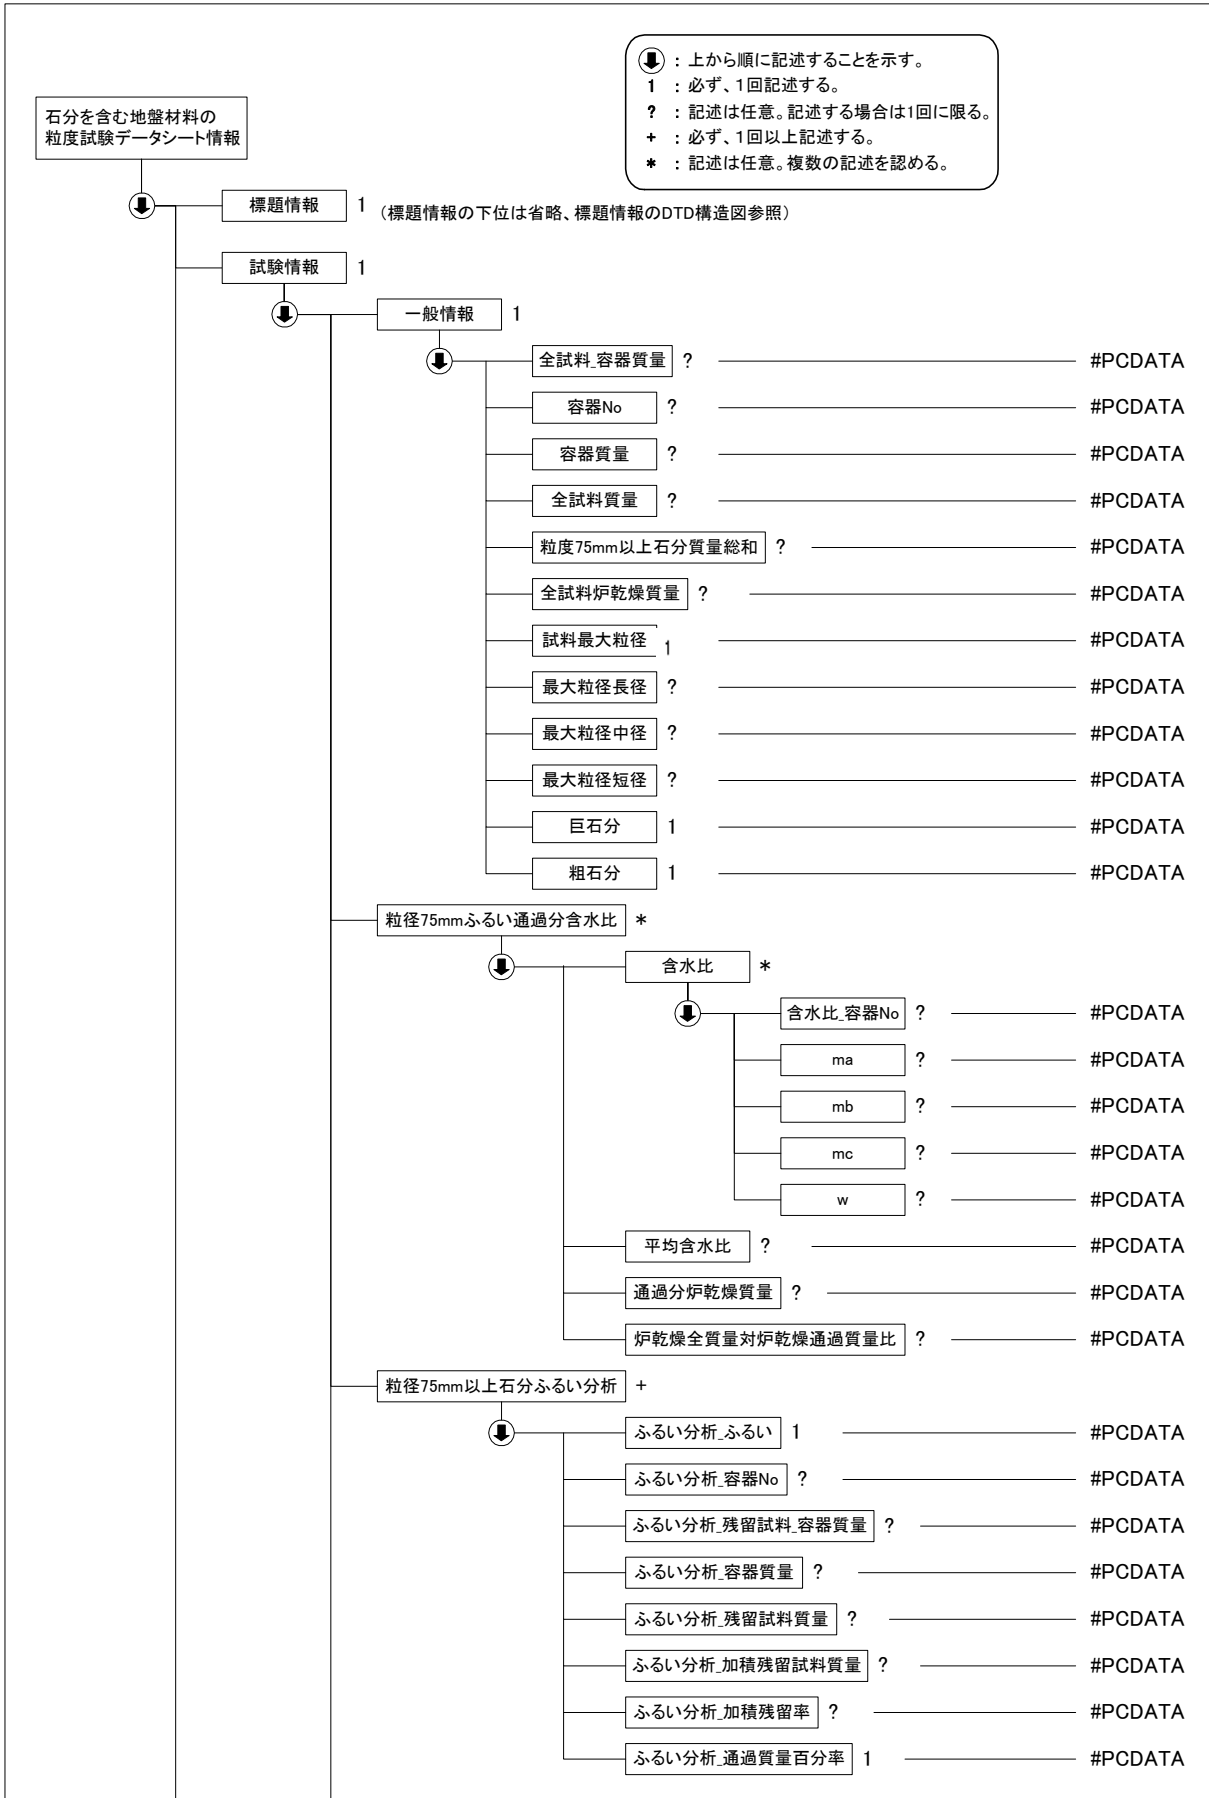 ⬇ : 上から順に記述することを示す。
1 : 必ず、1回記述する。
? : 記述は任意。記述する場合は1回に限る。
+ : 必ず、1回以上記述する。
* : 記述は任意。複数の記述を認める。
石分を含む地盤材料の
粒度試験データシート情報
標題情報 1 (標題情報の下位は省略、標題情報のDTD構造図参照)
試験情報 1
一般情報 1
全試料_容器質量 ? #PCDATA
容器No ? #PCDATA
容器質量 ? #PCDATA
全試料質量 ? #PCDATA
粒度75mm以上石分質量総和 ? #PCDATA
全試料炉乾燥質量 ? #PCDATA
試料最大粒径 1 #PCDATA
最大粒径長径 ? #PCDATA
最大粒径中径 ? #PCDATA
最大粒径短径 ? #PCDATA
巨石分 1 #PCDATA
粗石分 1 #PCDATA
粒径75mmふるい通過分含水比 *
含水比 *
含水比_容器No ? #PCDATA
ma ? #PCDATA
mb ? #PCDATA
mc ? #PCDATA
w ? #PCDATA
平均含水比 ? #PCDATA
通過分炉乾燥質量 ? #PCDATA
炉乾燥全質量対炉乾燥通過質量比 ? #PCDATA
粒径75mm以上石分ふるい分析 +
ふるい分析_ふるい 1 #PCDATA
ふるい分析_容器No ? #PCDATA
ふるい分析_残留試料_容器質量 ? #PCDATA
ふるい分析_容器質量 ? #PCDATA
ふるい分析_残留試料質量 ? #PCDATA
ふるい分析_加積残留試料質量 ? #PCDATA
ふるい分析_加積残留率 ? #PCDATA
ふるい分析_通過質量百分率 1 #PCDATA